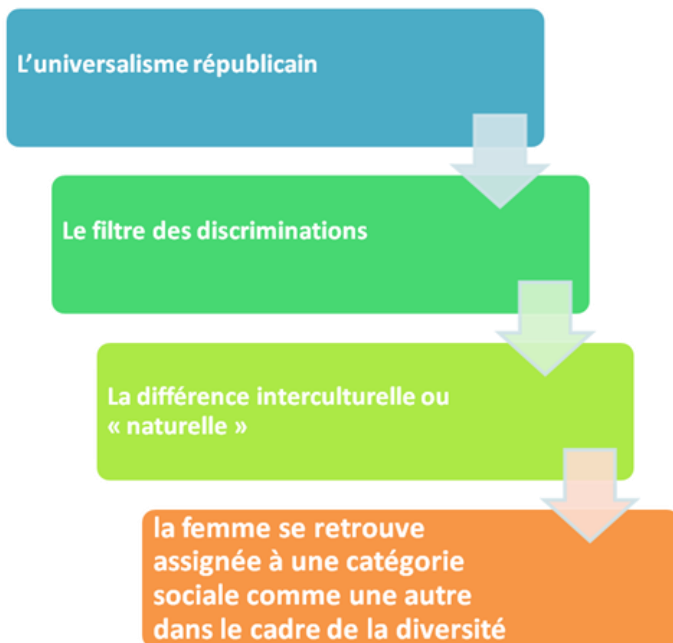 L’universalisme républicain
Le filtre des discriminations
La différence interculturelle ou
« naturelle »
la femme se retrouve
assignée à une catégorie
sociale comme une autre
dans le cadre de la diversité